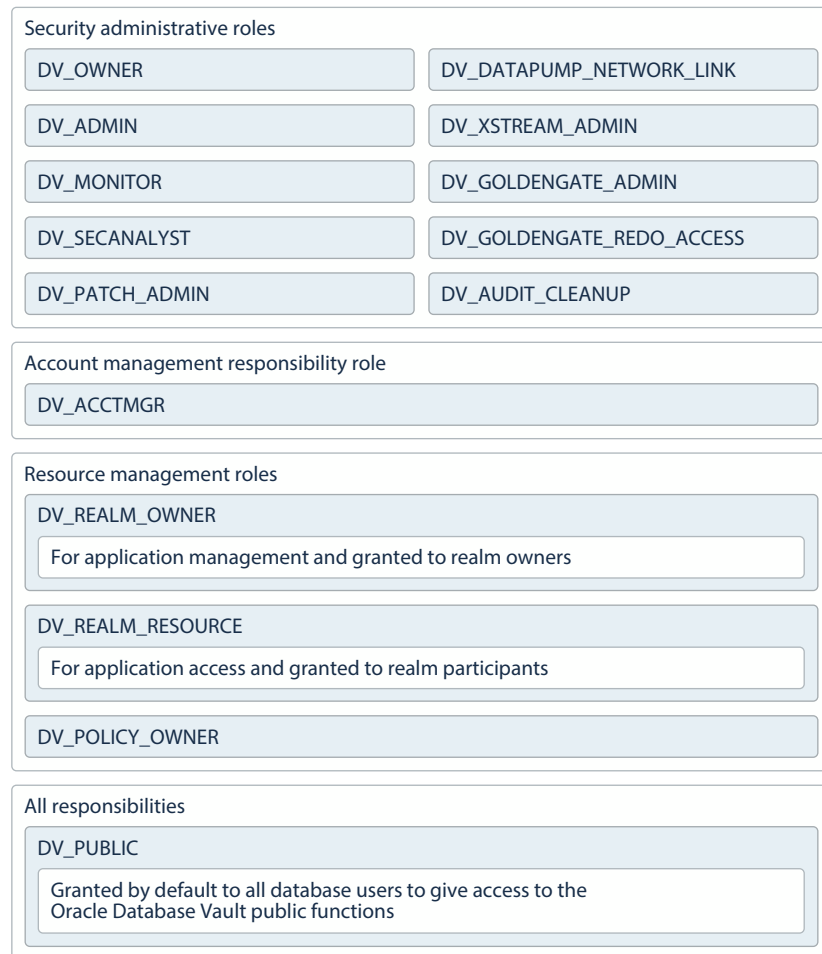 Security administrative roles
DV_OWNER
DV_DATAPUMP_NETWORK_LINK
DV_ADMIN
DV_XSTREAM_ADMIN
DV_MONITOR
DV_GOLDENGATE_ADMIN
DV_SECANALYST
DV_GOLDENGATE_REDO_ACCESS
DV_PATCH_ADMIN
DV_AUDIT_CLEANUP
Account management responsibility role
DV_ACCTMGR
Resource management roles
DV_REALM_OWNER
For application management and granted to realm owners
DV_REALM_RESOURCE
For application access and granted to realm participants
DV_POLICY_OWNER
All responsibilities
DV_PUBLIC
Granted by default to all database users to give access to the
Oracle Database Vault public functions